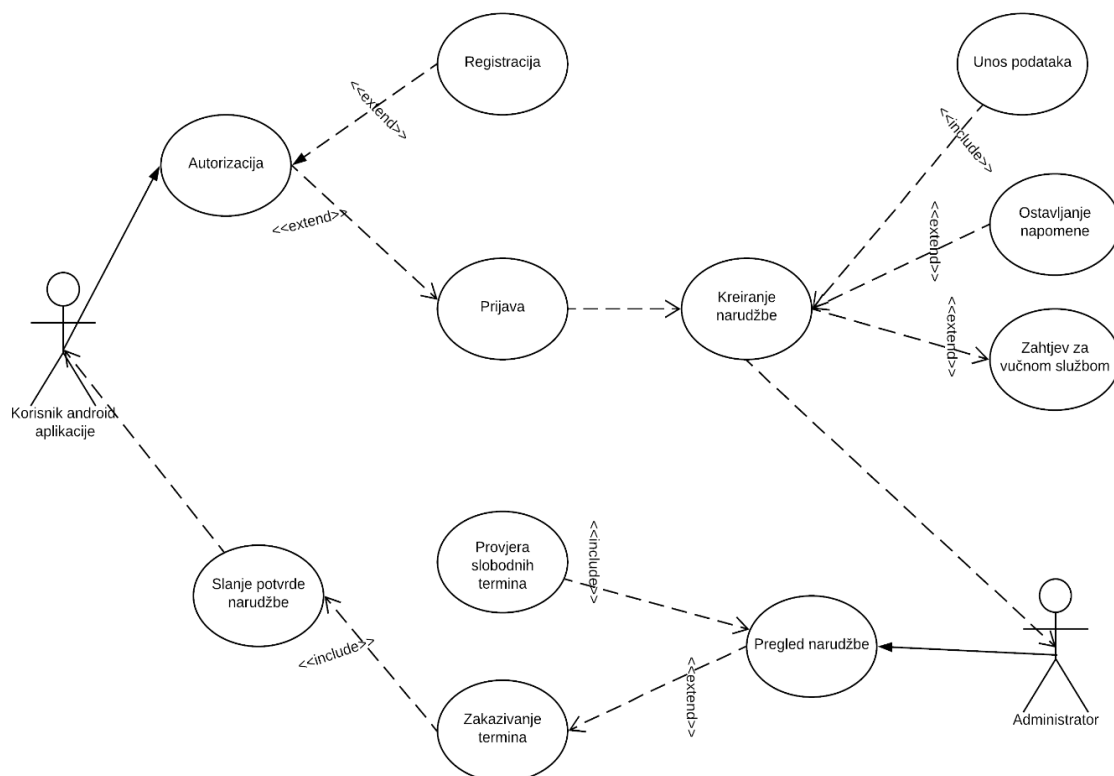 Registracija
Unos podataka
<<extend>>
<<include>>
Autorizacija
Ostavljanje
napomene
<<extend>>
<<extend>>
Prijava
Kreiranje
narudžbe
<<extend>>
Zahtjev za
vučnom službom
Korisnik android
aplikacije
Provjera
slobodnih
termina
<<include>>
Slanje potvrde
narudžbe
Pregled narudžbe
<<include>>
<<extend>>
Zakazivanje
termina
Administrator